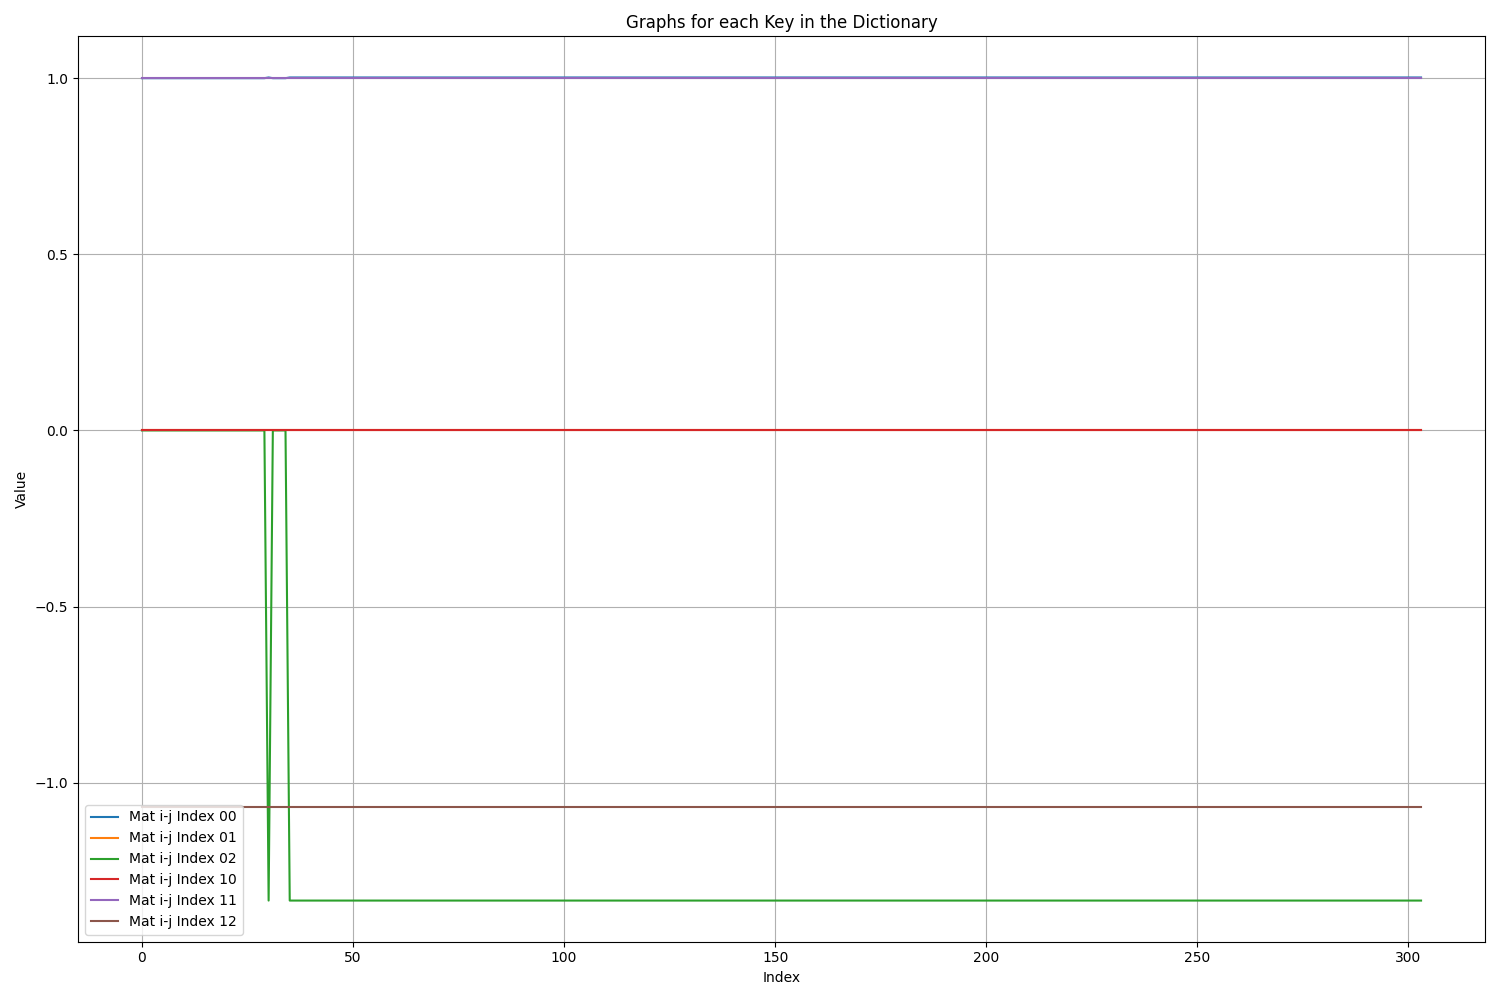 Graphs for each Key in the Dictionary
1.0
0.5
0.0
−0.5
−1.0
Value
Mat i-j Index 00
Mat i-j Index 01
Mat i-j Index 02
Mat i-j Index 10
Mat i-j Index 11
Mat i-j Index 12
0 50 100 150 200 250 300
Index